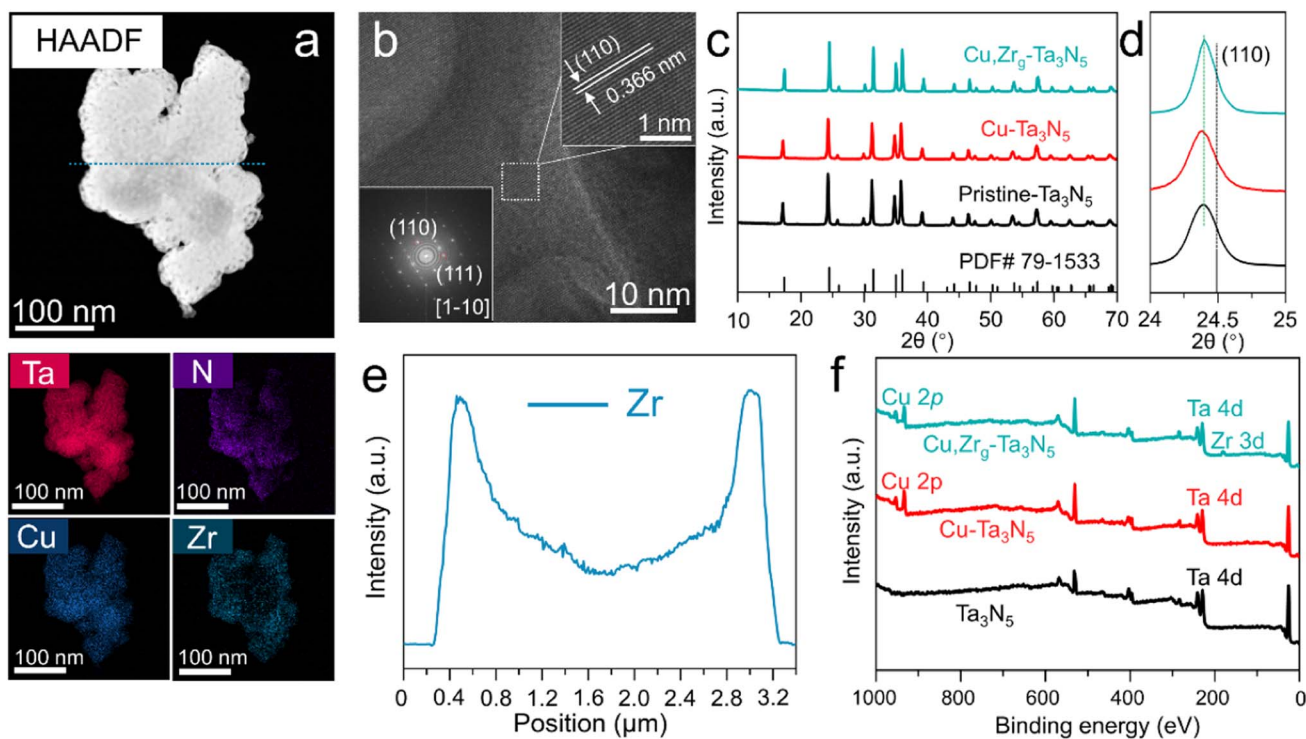 HAADF
a
100 nm
Ta
100 nm
N
100 nm
Cu
100 nm
Zr
100 nm
b
(110)
0.366 nm
1 nm
(110)
(111)
[1-10]
10 nm
c
Intensity (a.u.)
Cu,Zrg-Ta3N5
Cu-Ta3N5
Pristine-Ta3N5
PDF# 79-1533
10 20 30 40 50 60 70
2θ (°)
d
(110)
24 24.5 25
2θ (°)
e
Zr
Intensity (a.u.)
0 0.4 0.8 1.2 1.6 2.0 2.4 2.8 3.2
Position (μm)
f
Intensity (a.u.)
Cu 2p
Ta 4d
Zr 3d
Cu,Zrg-Ta3N5
Cu 2p
Ta 4d
Cu-Ta3N5
Ta 4d
Ta3N5
1000 800 600 400 200 0
Binding energy (eV)